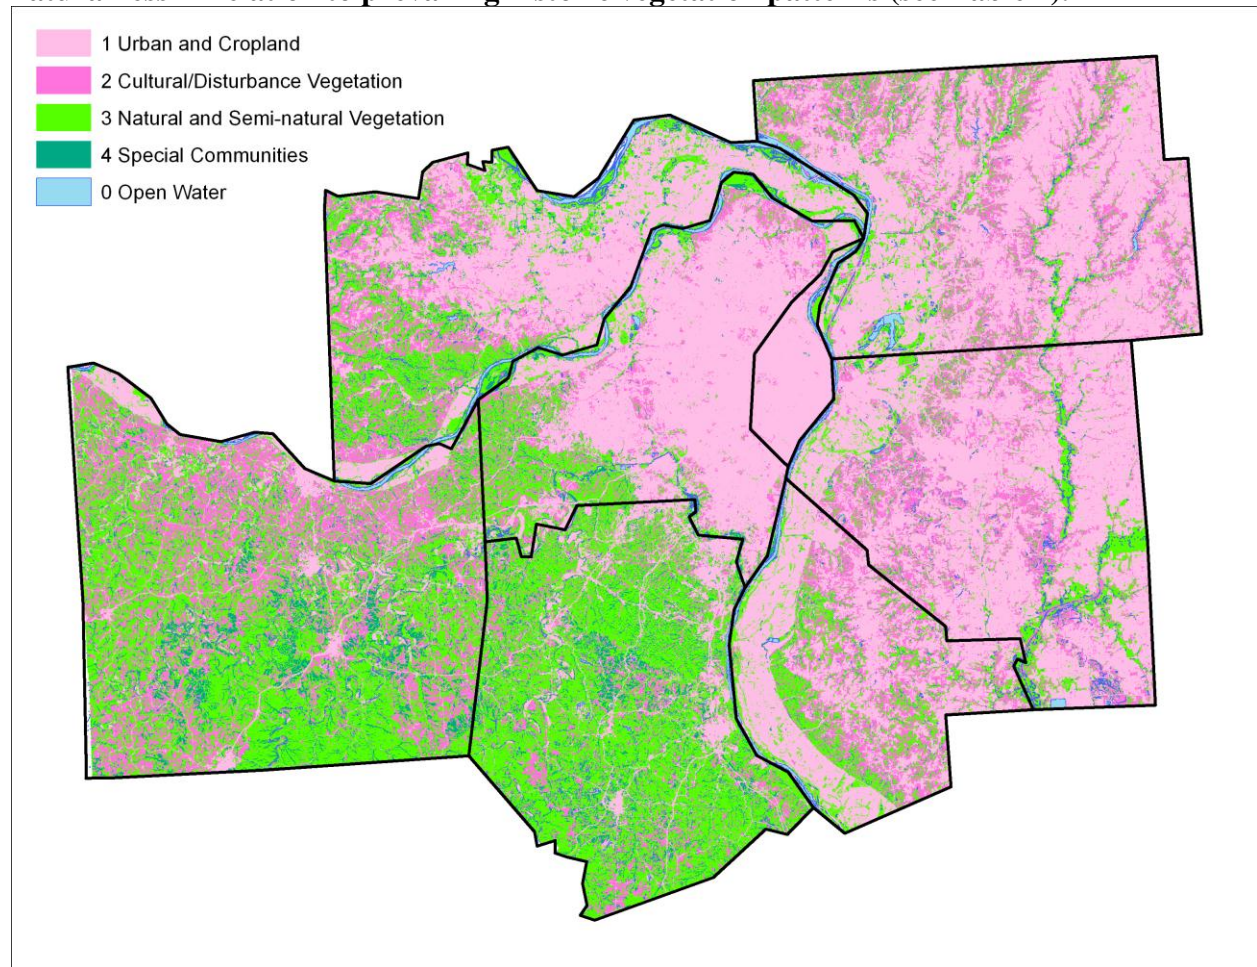 1 Urban and Cropland
2 Cultural/Disturbance Vegetation
3 Natural and Semi-natural Vegetation
4 Special Communities
0 Open Water